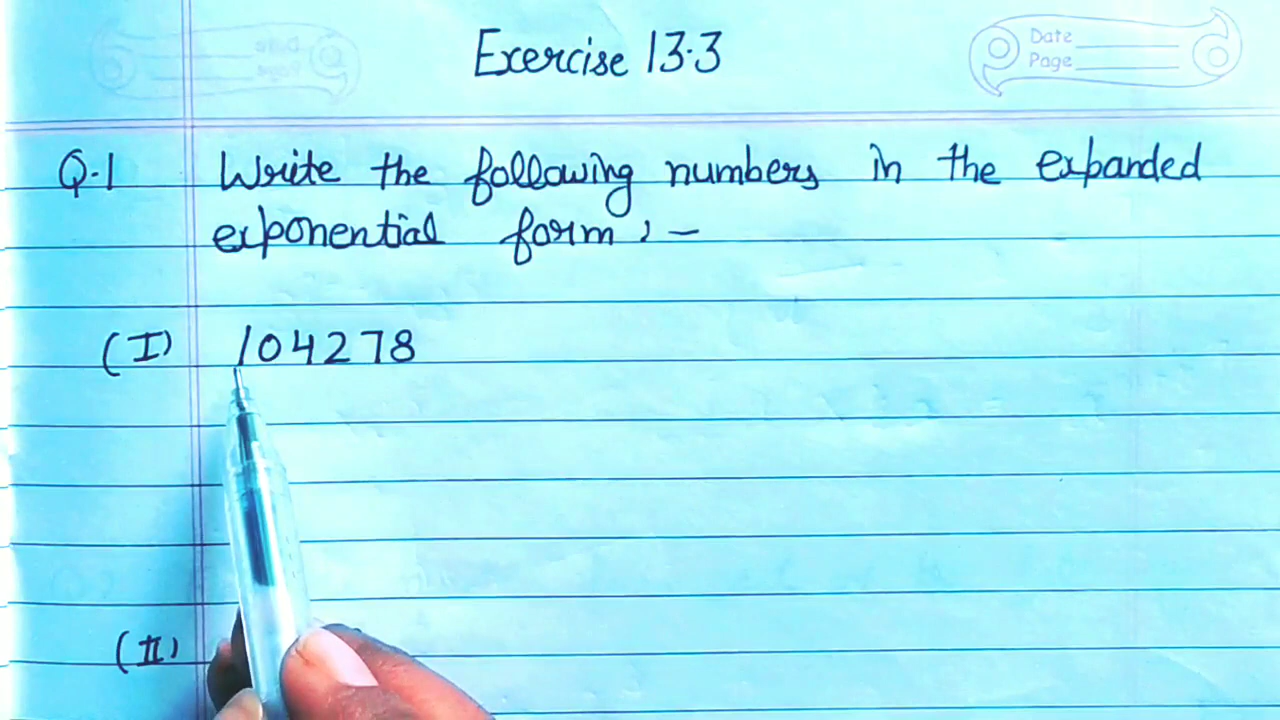 Exercise 13.3
Date
Page
Q.1 Write the following numbers in the expanded
exponential form :-
(I) 104278
(II)